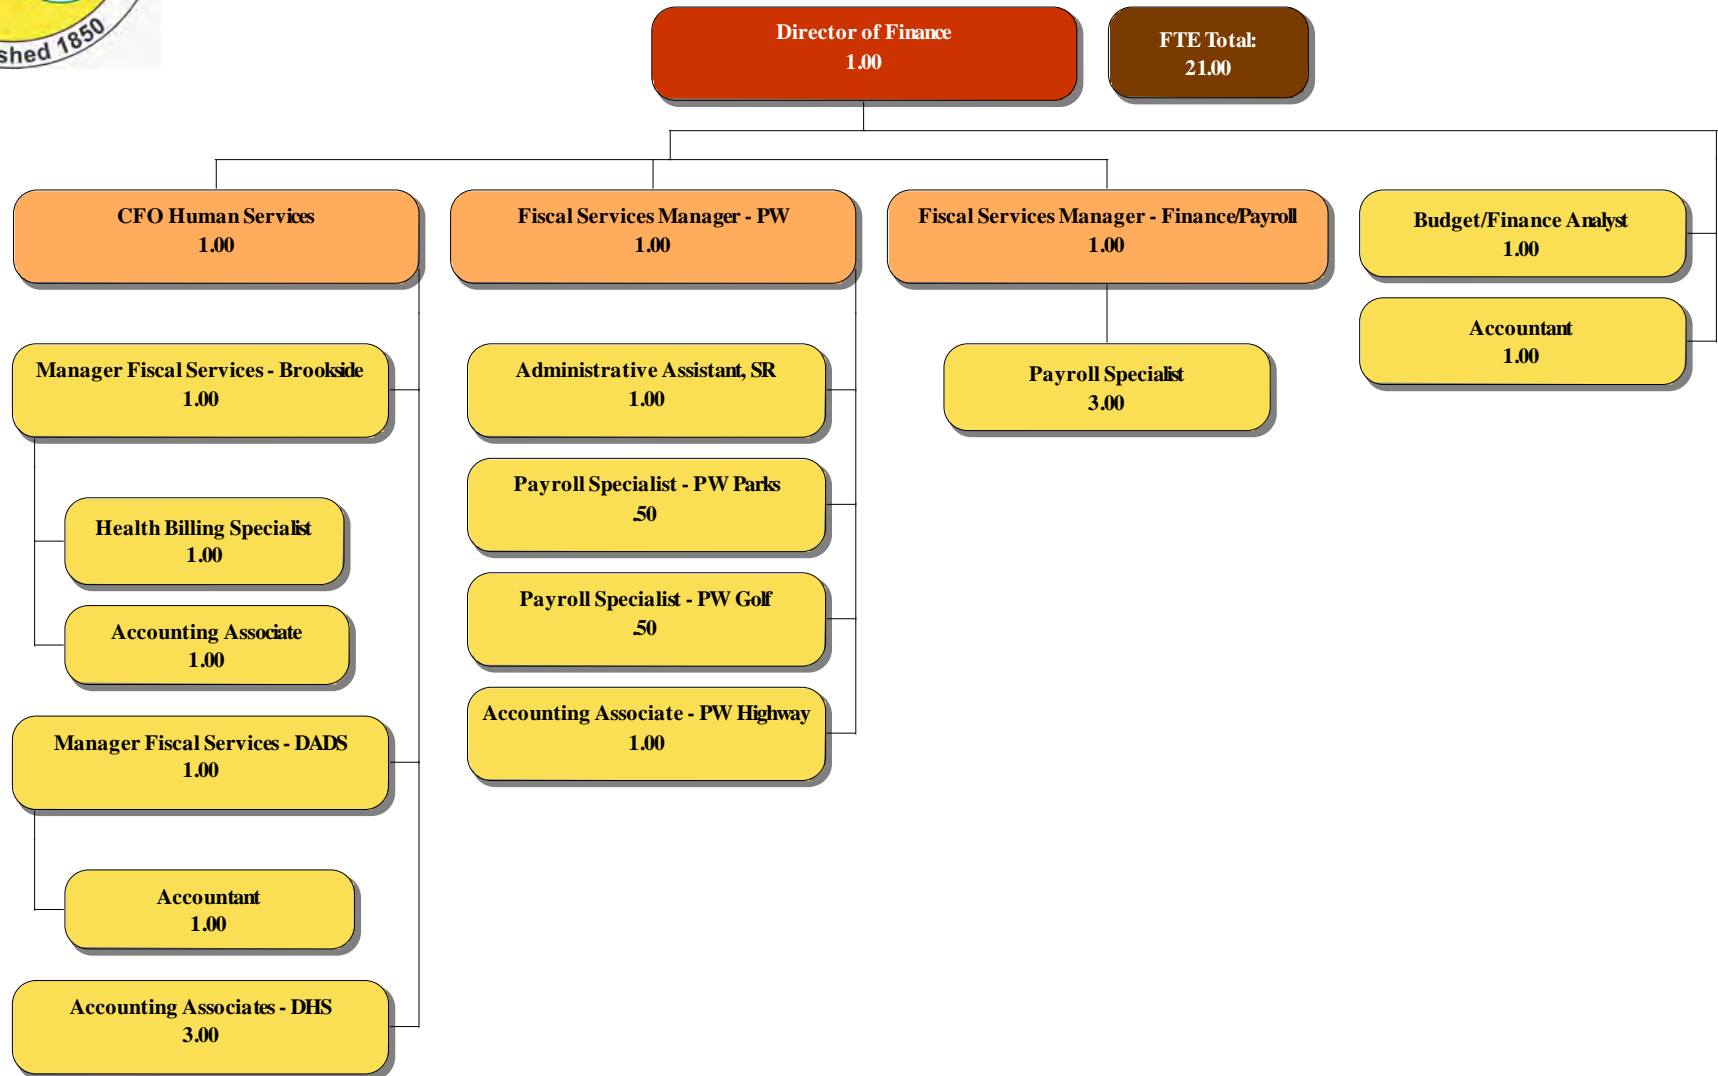 shed 1850
Director of Finance
1.00
FTE Total:
21.00
CFO Human Services
1.00
Fiscal Services Manager - PW
1.00
Fiscal Services Manager - Finance/Payroll
1.00
Budget/Finance Analyst
1.00
Accountant
1.00
Manager Fiscal Services - Brookside
1.00
Administrative Assistant, SR
1.00
Payroll Specialist
3.00
Payroll Specialist - PW Parks
.50
Health Billing Specialist
1.00
Payroll Specialist - PW Golf
.50
Accounting Associate
1.00
Accounting Associate - PW Highway
1.00
Manager Fiscal Services - DADS
1.00
Accountant
1.00
Accounting Associates - DHS
3.00